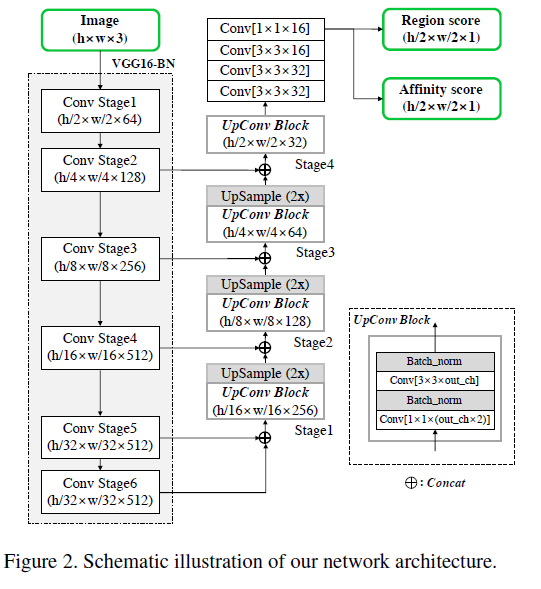 Image
(h×w×3)
VGG16-BN
Conv Stage1
(h/2×w/2×64)
Conv Stage2
(h/4×w/4×128)
Conv Stage3
(h/8×w/8×256)
Conv Stage4
(h/16×w/16×512)
Conv Stage5
(h/32×w/32×512)
Conv Stage6
(h/32×w/32×512)
Conv[1×1×16]
Conv[3×3×16]
Conv[3×3×32]
Conv[3×3×32]
UpConv Block
(h/2×w/2×32)
Stage4
UpSample (2x)
UpConv Block
(h/4×w/4×64)
Stage3
UpSample (2x)
UpConv Block
(h/8×w/8×128)
Stage2
UpSample (2x)
UpConv Block
(h/16×w/16×256)
Stage1
Region score
(h/2×w/2×1)
Affinity score
(h/2×w/2×1)
UpConv Block
Batch_norm
Conv[3×3×out_ch]
Batch_norm
Conv[1×1×(out_ch×2)]
⊕ : Concat
Figure 2. Schematic illustration of our network architecture.